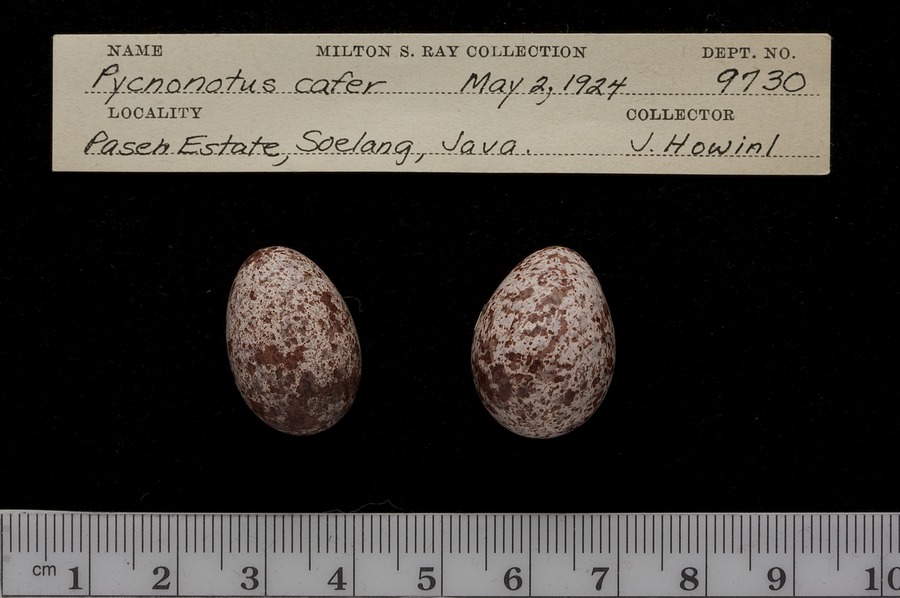 NAME MILTON S. RAY COLLECTION DEPT. NO.
Pycnonotus cafer May 2, 1924 9730
LOCALITY COLLECTOR
Paseh Estate, Soelang, Java. J. Howinl
cm 1 2 3 4 5 6 7 8 9 10